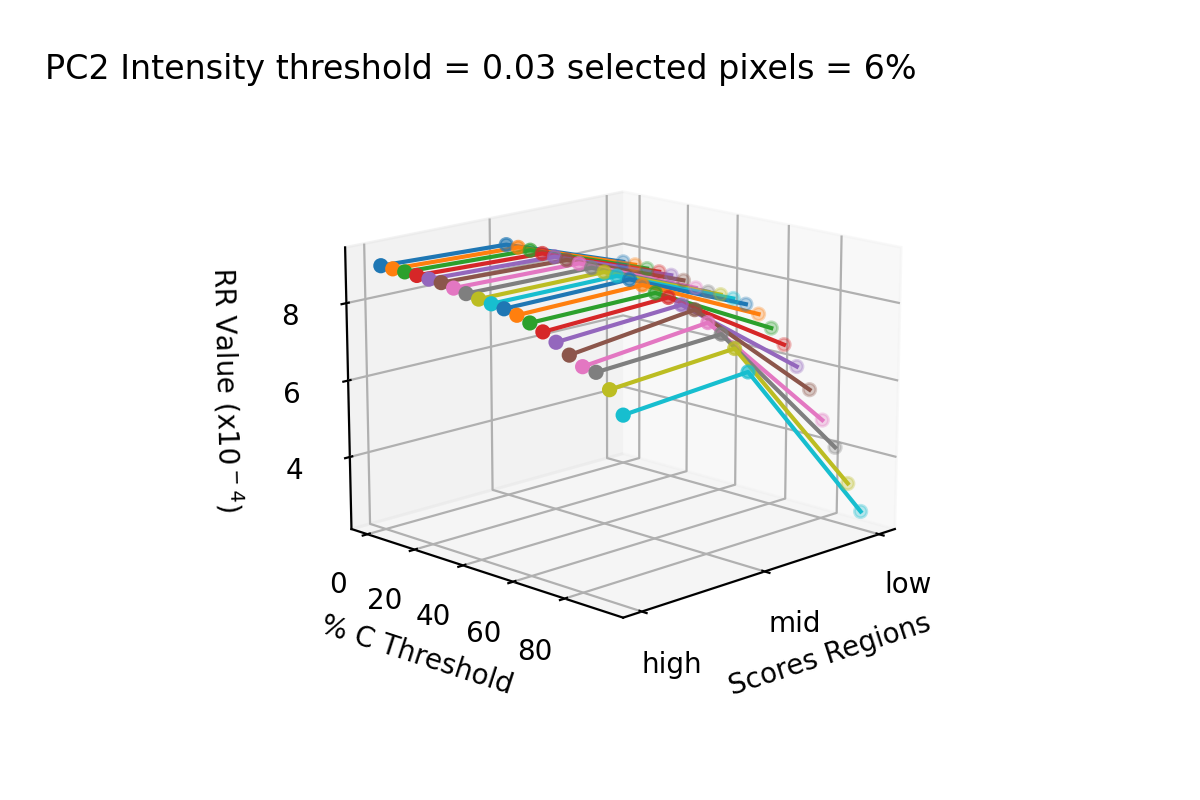 PC2 Intensity threshold = 0.03 selected pixels = 6%
RR Value (x10⁻⁴)
8
6
4
0
20
40
60
80
% C Threshold
high
mid
low
Scores Regions